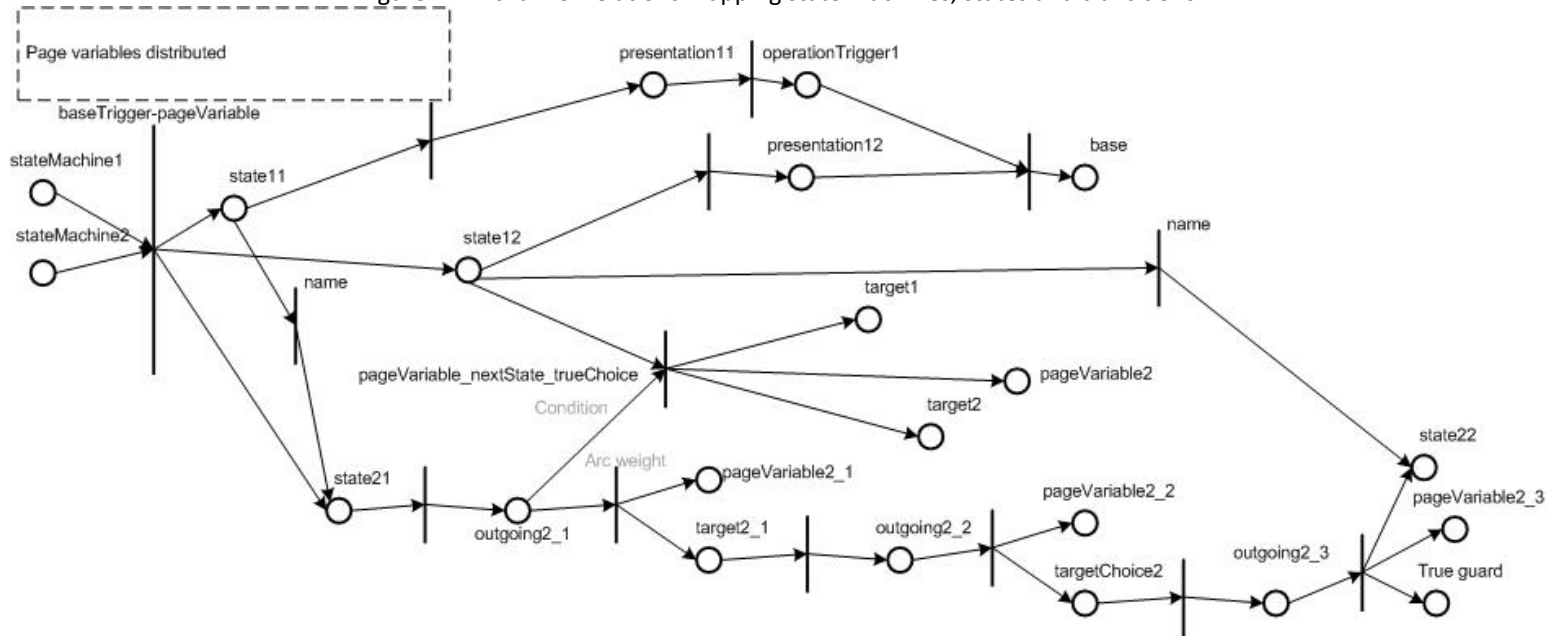 Page variables distributed
presentation11
operationTrigger1
baseTrigger-pageVariable
stateMachine1
state11
presentation12
base
stateMachine2
state12
name
name
target1
pageVariable_nextState_trueChoice
pageVariable2
Condition
target2
state22
Arc weight
state21
pageVariable2_1
pageVariable2_2
pageVariable2_3
outgoing2_1
target2_1
outgoing2_2
outgoing2_3
targetChoice2
True guard